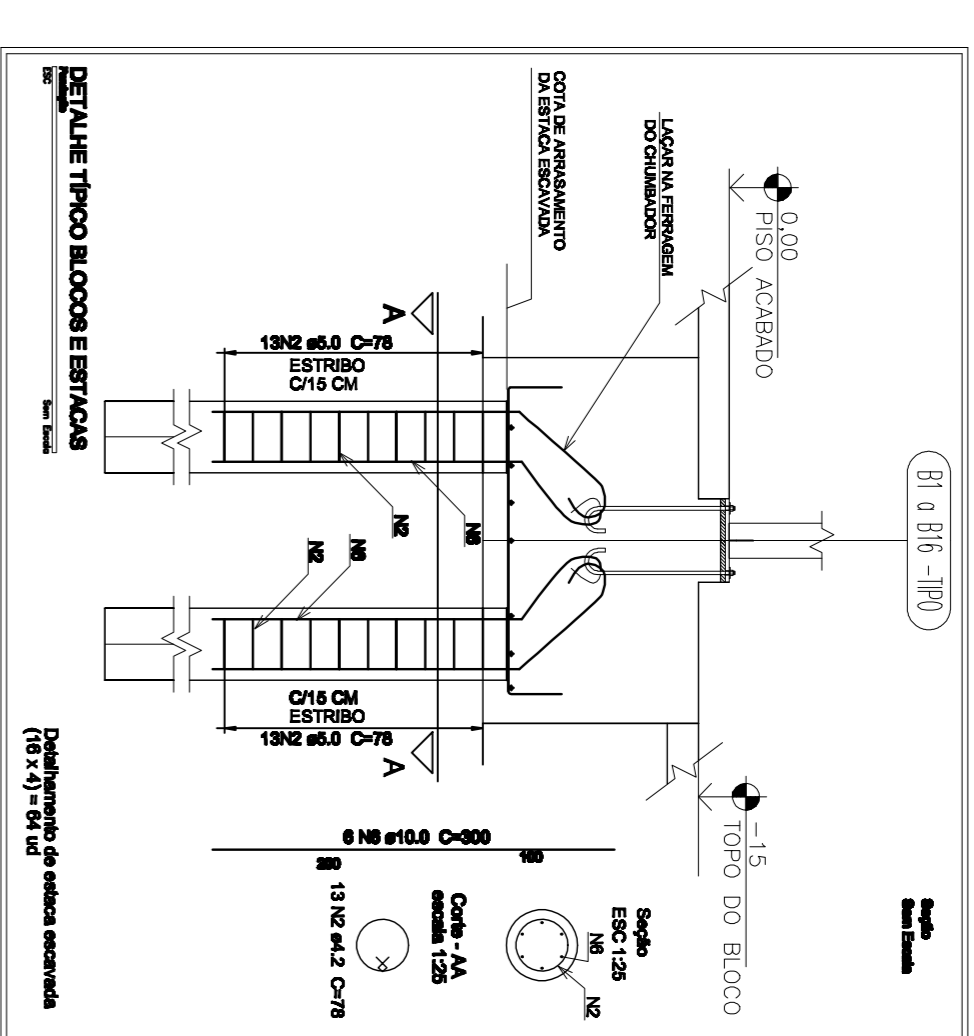 B1 a B16 -TIPO
Seção
Sem Escala
0,00
PISO ACABADO
-15
TOPO DO BLOCO
LAÇAR NA FERRAGEM
DO CHUMBADOR
COTA DE ARRASAMENTO
DA ESTACA ESCAVADA
A
A
13N2 ø5.0 C=78
ESTRIBO
C/15 CM
N2
N6
N2
N6
C/15 CM
ESTRIBO
13N2 ø5.0 C=78
6 N6 ø10.0 C=300
200
100
Seção
ESC 1:25
N6
N2
Corte - AA
escala 1:25
13 N2 ø4.2 C=78
DETALHE TÍPICO BLOCOS E ESTACAS
Fundação
ESC
Sem Escala
Detalhamento de estaca escavada
(16 x 4) = 64 ud